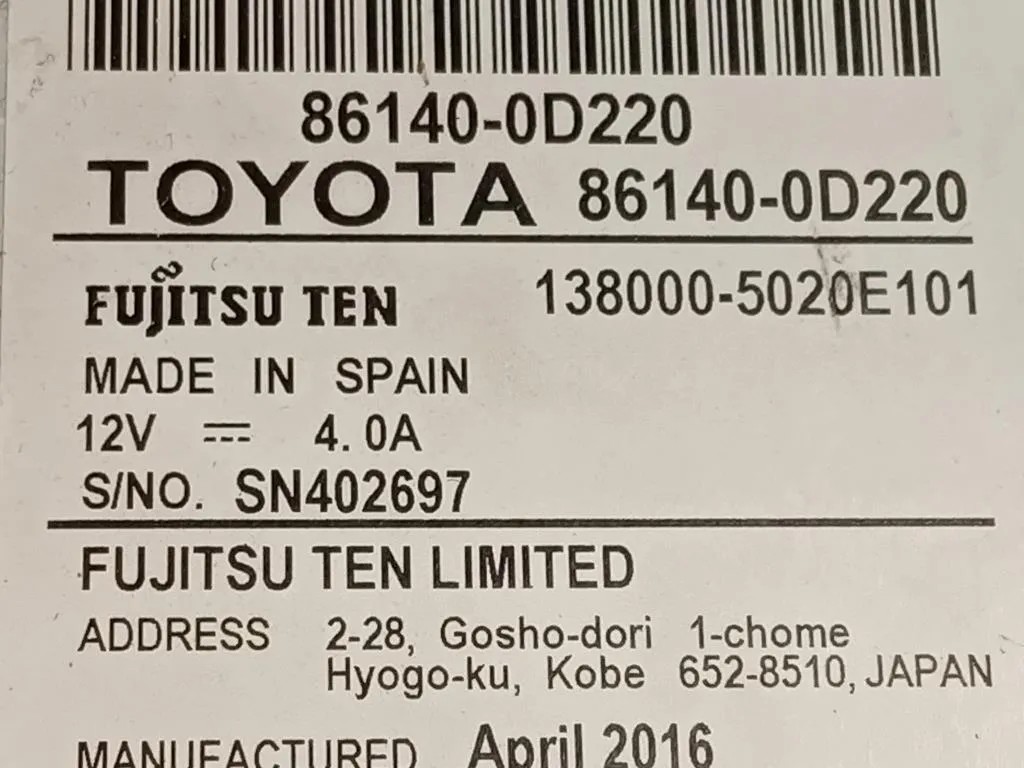 86140-0D220
TOYOTA 86140-0D220
FUJITSU TEN 138000-5020E101
MADE IN SPAIN
12V ⎓ 4.0A
S/NO. SN402697
FUJITSU TEN LIMITED
ADDRESS 2-28, Gosho-dori 1-chome
Hyogo-ku, Kobe 652-8510, JAPAN
MANUFACTURED April 2016